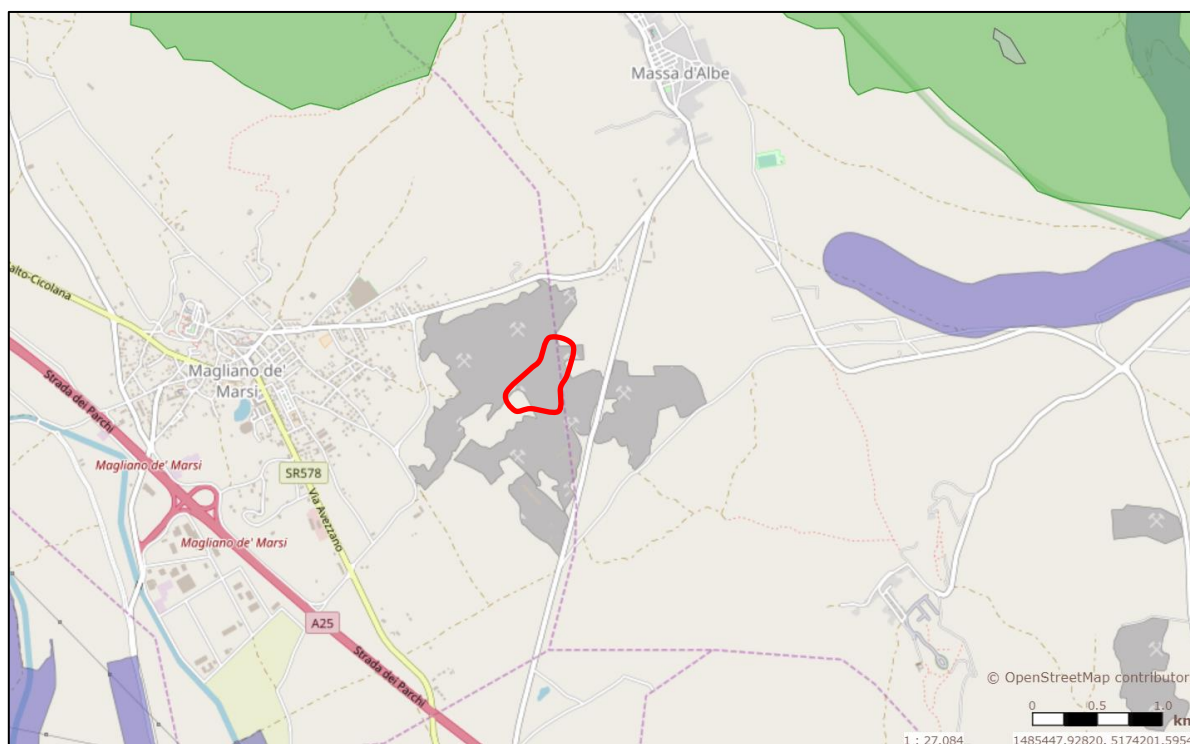 Massa d'Albe
alto-Cicolana
Magliano de'
Marsi
Strada dei Parchi
Magliano de' Marsi
SR578
Via Avezzano
Magliano de' Marsi
A25
Strada dei Parchi
© OpenStreetMap contributor
0 0.5 1.0
km
1 : 27.084 1485447.92820, 5174201.5954